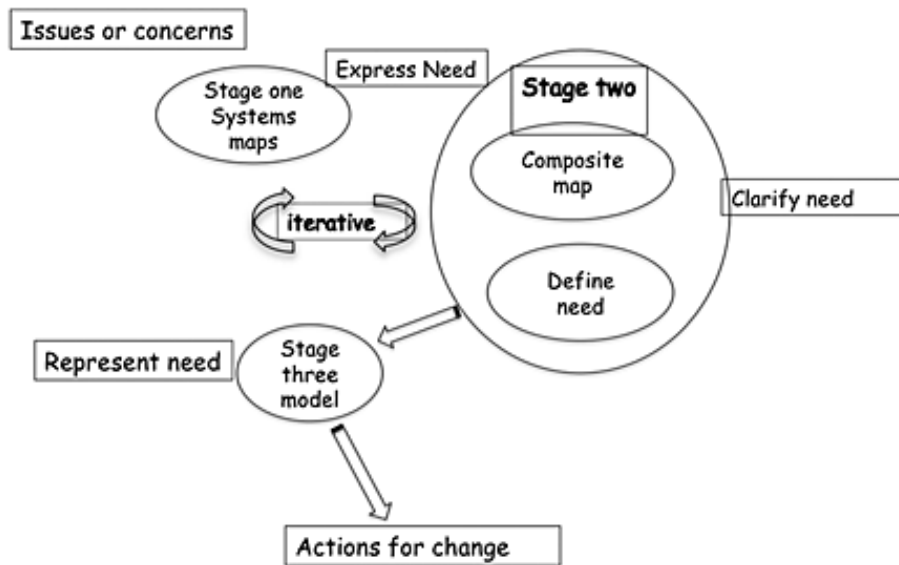 Issues or concerns
Express Need
Stage one
Systems
maps
Stage two
Composite
map
Clarify need
iterative
Define
need
Represent need
Stage
three
model
Actions for change